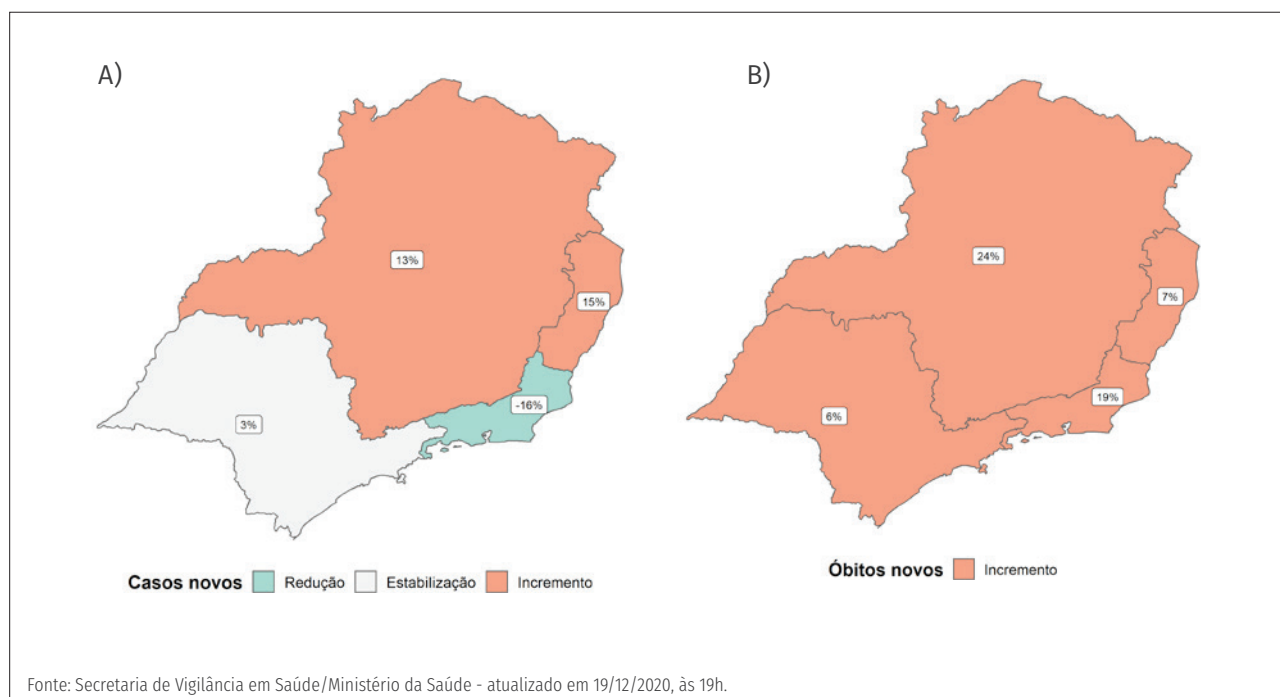 A)
B)
13%
15%
-16%
3%
24%
7%
19%
6%
Casos novos Redução Estabilização Incremento
Óbitos novos Incremento
Fonte: Secretaria de Vigilância em Saúde/Ministério da Saúde - atualizado em 19/12/2020, às 19h.